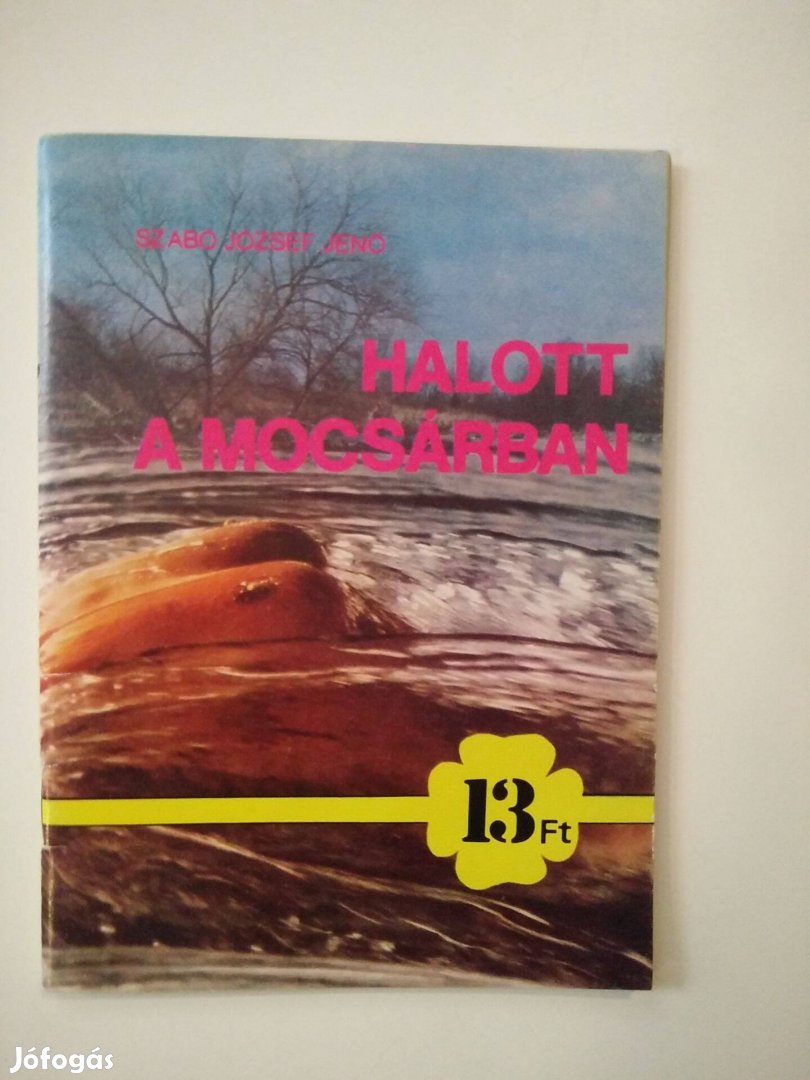 SZABÓ JÓZSEF JENŐ
HALOTT
A MOCSÁRBAN
13 Ft
Jófogás